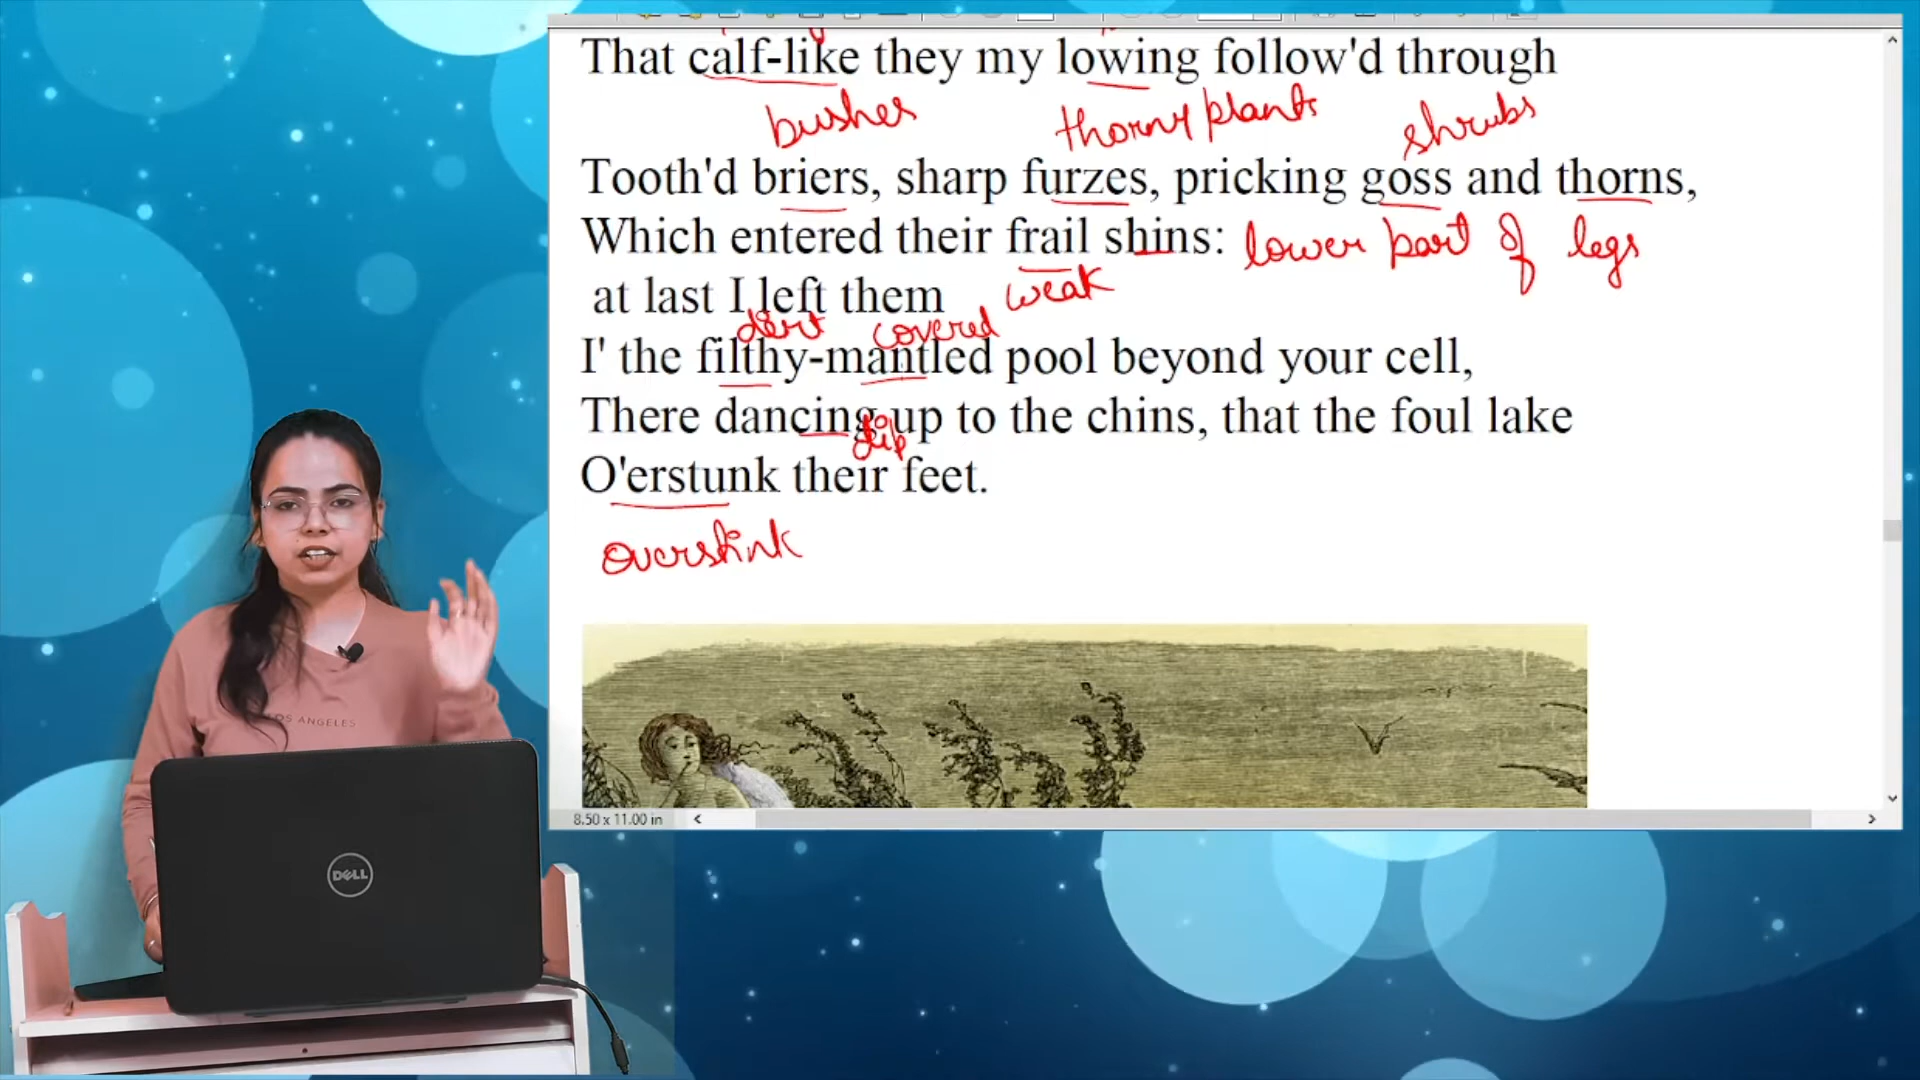 That calf-like they my lowing follow'd through
bushes thorny plants shrubs
Tooth'd briers, sharp furzes, pricking goss and thorns,
Which entered their frail shins: lower part of legs
at last I left them weak
dirt covered
I' the filthy-mantled pool beyond your cell,
There dancing up to the chins, that the foul lake
dip
O'erstunk their feet.
overstink
LOS ANGELES
8.50 x 11.00 in
DELL